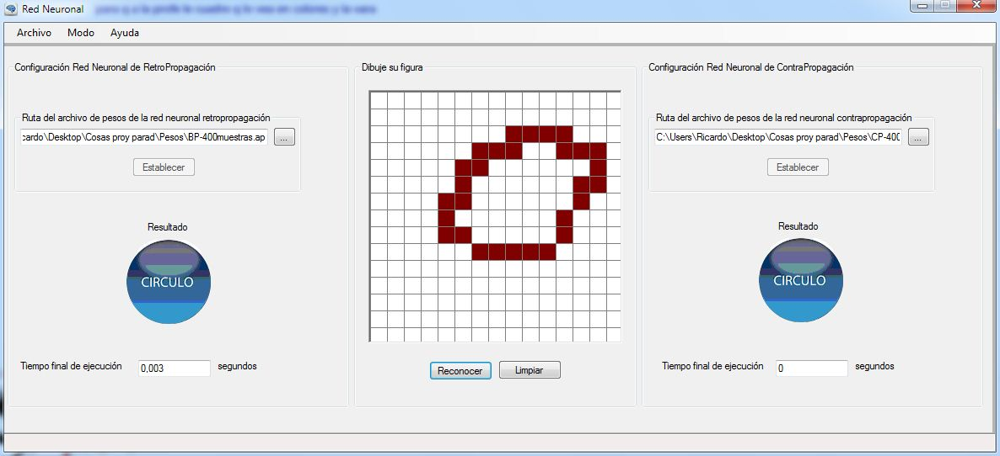 Red Neuronal
Archivo Modo Ayuda
Configuración Red Neuronal de RetroPropagación
Ruta del archivo de pesos de la red neuronal retropropagación
cardo\Desktop\Cosas proy parad\Pesos\BP-400muestras.ap ...
Establecer
Resultado
CIRCULO
Tiempo final de ejecución 0,003 segundos
Dibuje su figura
Reconocer Limpiar
Configuración Red Neuronal de ContraPropagación
Ruta del archivo de pesos de la red neuronal contrapropagación
C:\Users\Ricardo\Desktop\Cosas proy parad\Pesos\CP-400 ...
Establecer
Resultado
CIRCULO
Tiempo final de ejecución 0 segundos